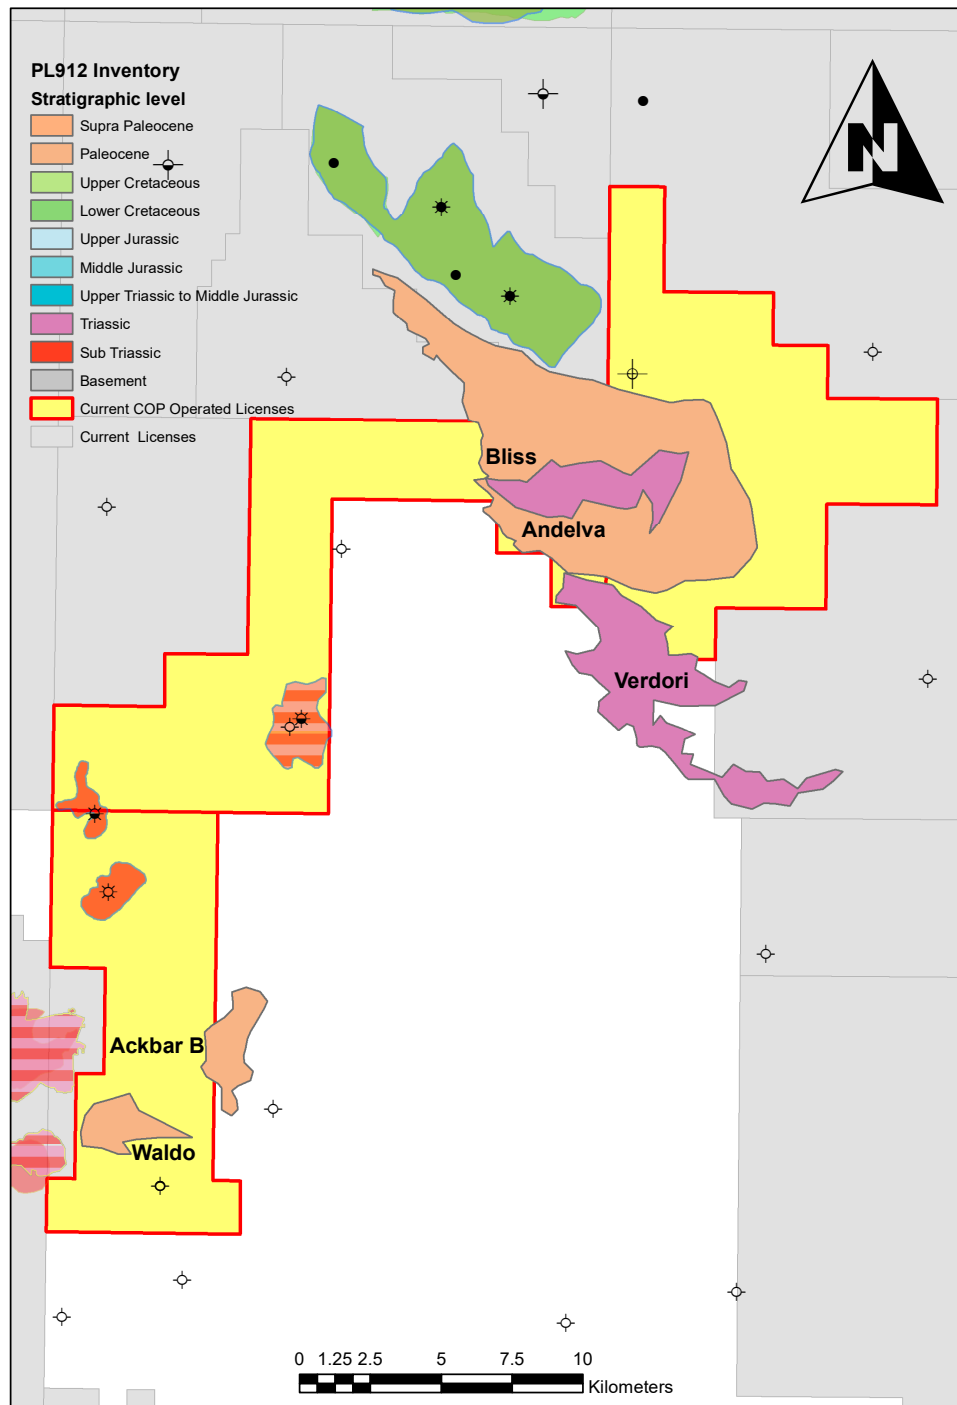 PL912 Inventory
Stratigraphic level
Supra Paleocene
Paleocene
Upper Cretaceous
Lower Cretaceous
Upper Jurassic
Middle Jurassic
Upper Triassic to Middle Jurassic
Triassic
Sub Triassic
Basement
Current COP Operated Licenses
Current Licenses
N
Bliss
Andelva
Verdori
Ackbar B
Waldo
0 1.25 2.5 5 7.5 10
Kilometers